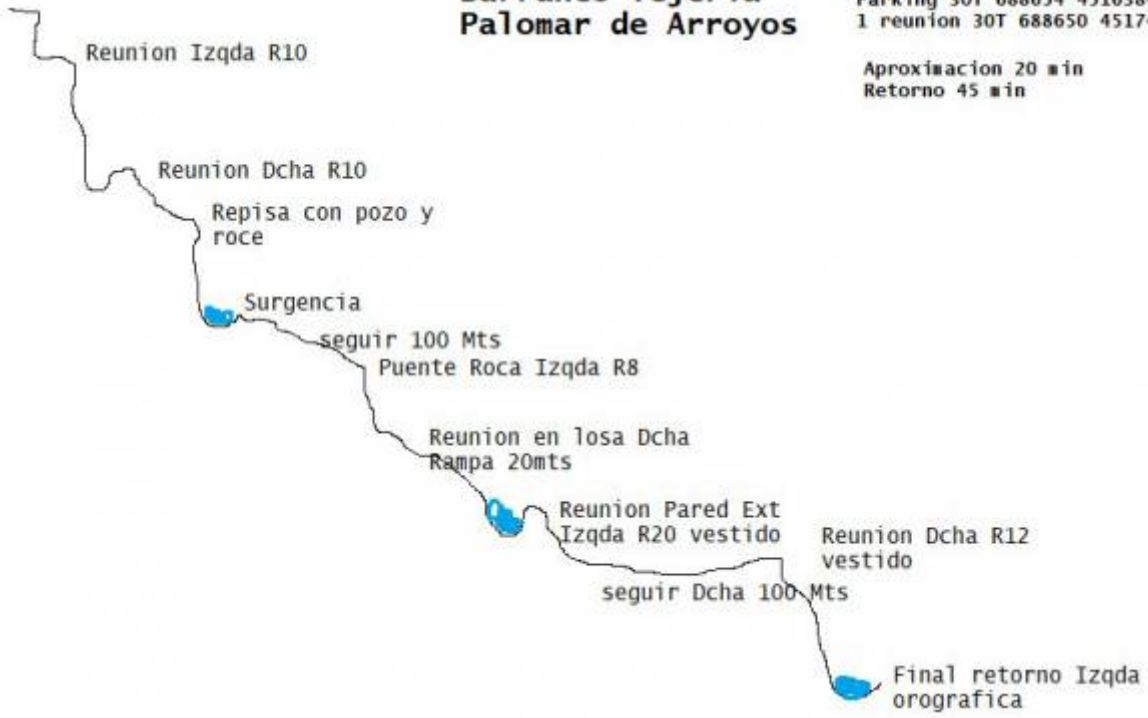 Palomar de Arroyos
1 reunion 30T 688650
Aproximacion 20 min
Retorno 45 min
Reunion Izqda R10
Reunion Dcha R10
Repisa con pozo y
roce
Surgencia
seguir 100 Mts
Puente Roca Izqda R8
Reunion en losa Dcha
Rampa 20mts
Reunion Pared Ext
Izqda R20 vestido
Reunion Dcha R12
vestido
seguir Dcha 100 Mts
Final retorno Izqda
orografica